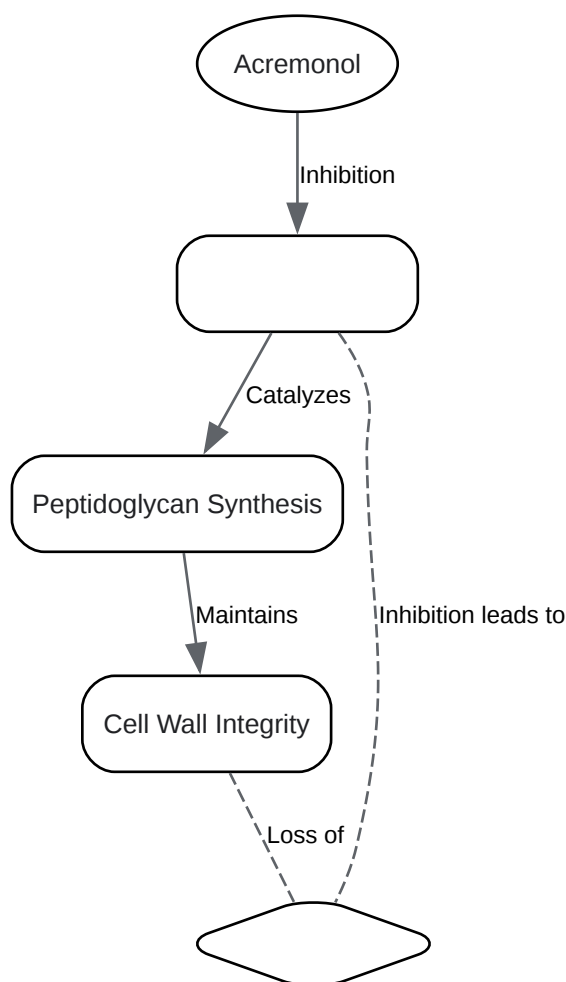 Acremonol
Inhibition
Catalyzes
Peptidoglycan Synthesis
Maintains
Inhibition leads to
Cell Wall Integrity
Loss of